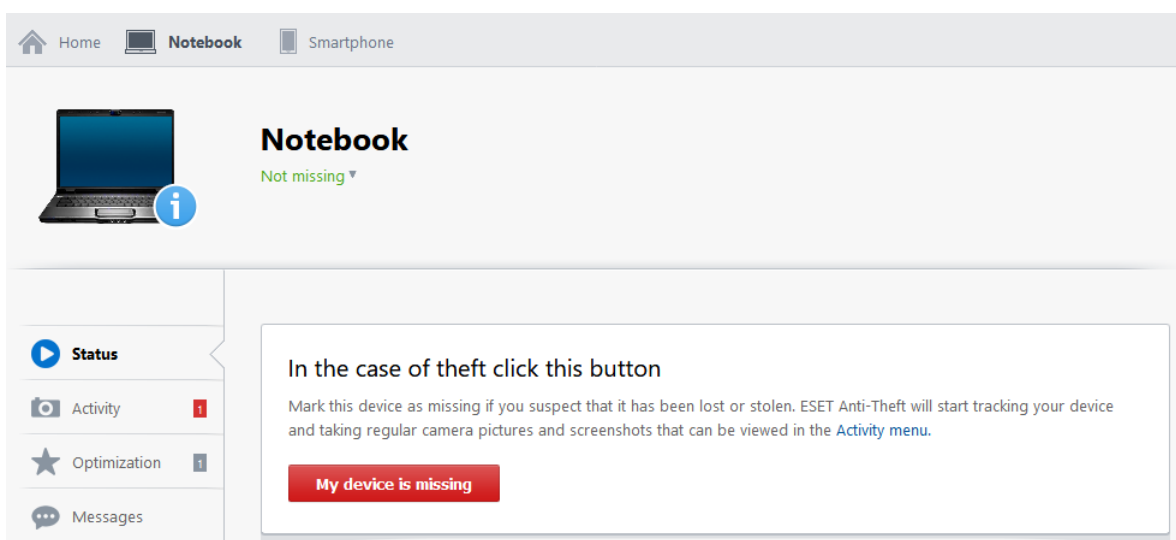 Home Notebook Smartphone
Notebook
Not missing
Status
Activity 1
Optimization 1
Messages
In the case of theft click this button
Mark this device as missing if you suspect that it has been lost or stolen. ESET Anti-Theft will start tracking your device
and taking regular camera pictures and screenshots that can be viewed in the Activity menu.
My device is missing